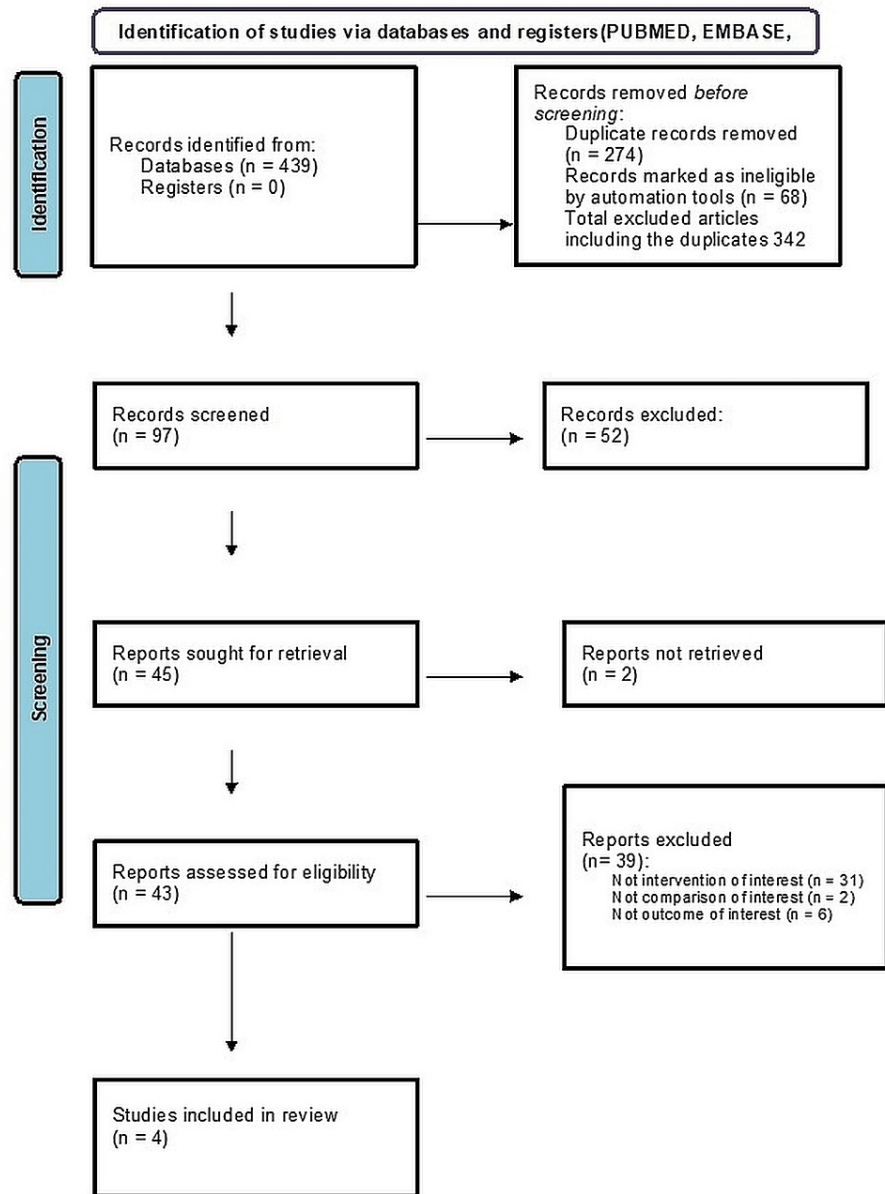 Identification of studies via databases and registers(PUBMED, EMBASE,
Identification
Records identified from:
Databases (n = 439)
Registers (n = 0)
Records removed before
screening:
Duplicate records removed
(n = 274)
Records marked as ineligible
by automation tools (n = 68)
Total excluded articles
including the duplicates 342
Screening
Records screened
(n = 97)
Records excluded:
(n = 52)
Reports sought for retrieval
(n = 45)
Reports not retrieved
(n = 2)
Reports assessed for eligibility
(n = 43)
Reports excluded
(n= 39):
Not intervention of interest (n = 31)
Not comparison of interest (n = 2)
Not outcome of interest (n = 6)
Studies included in review
(n = 4)